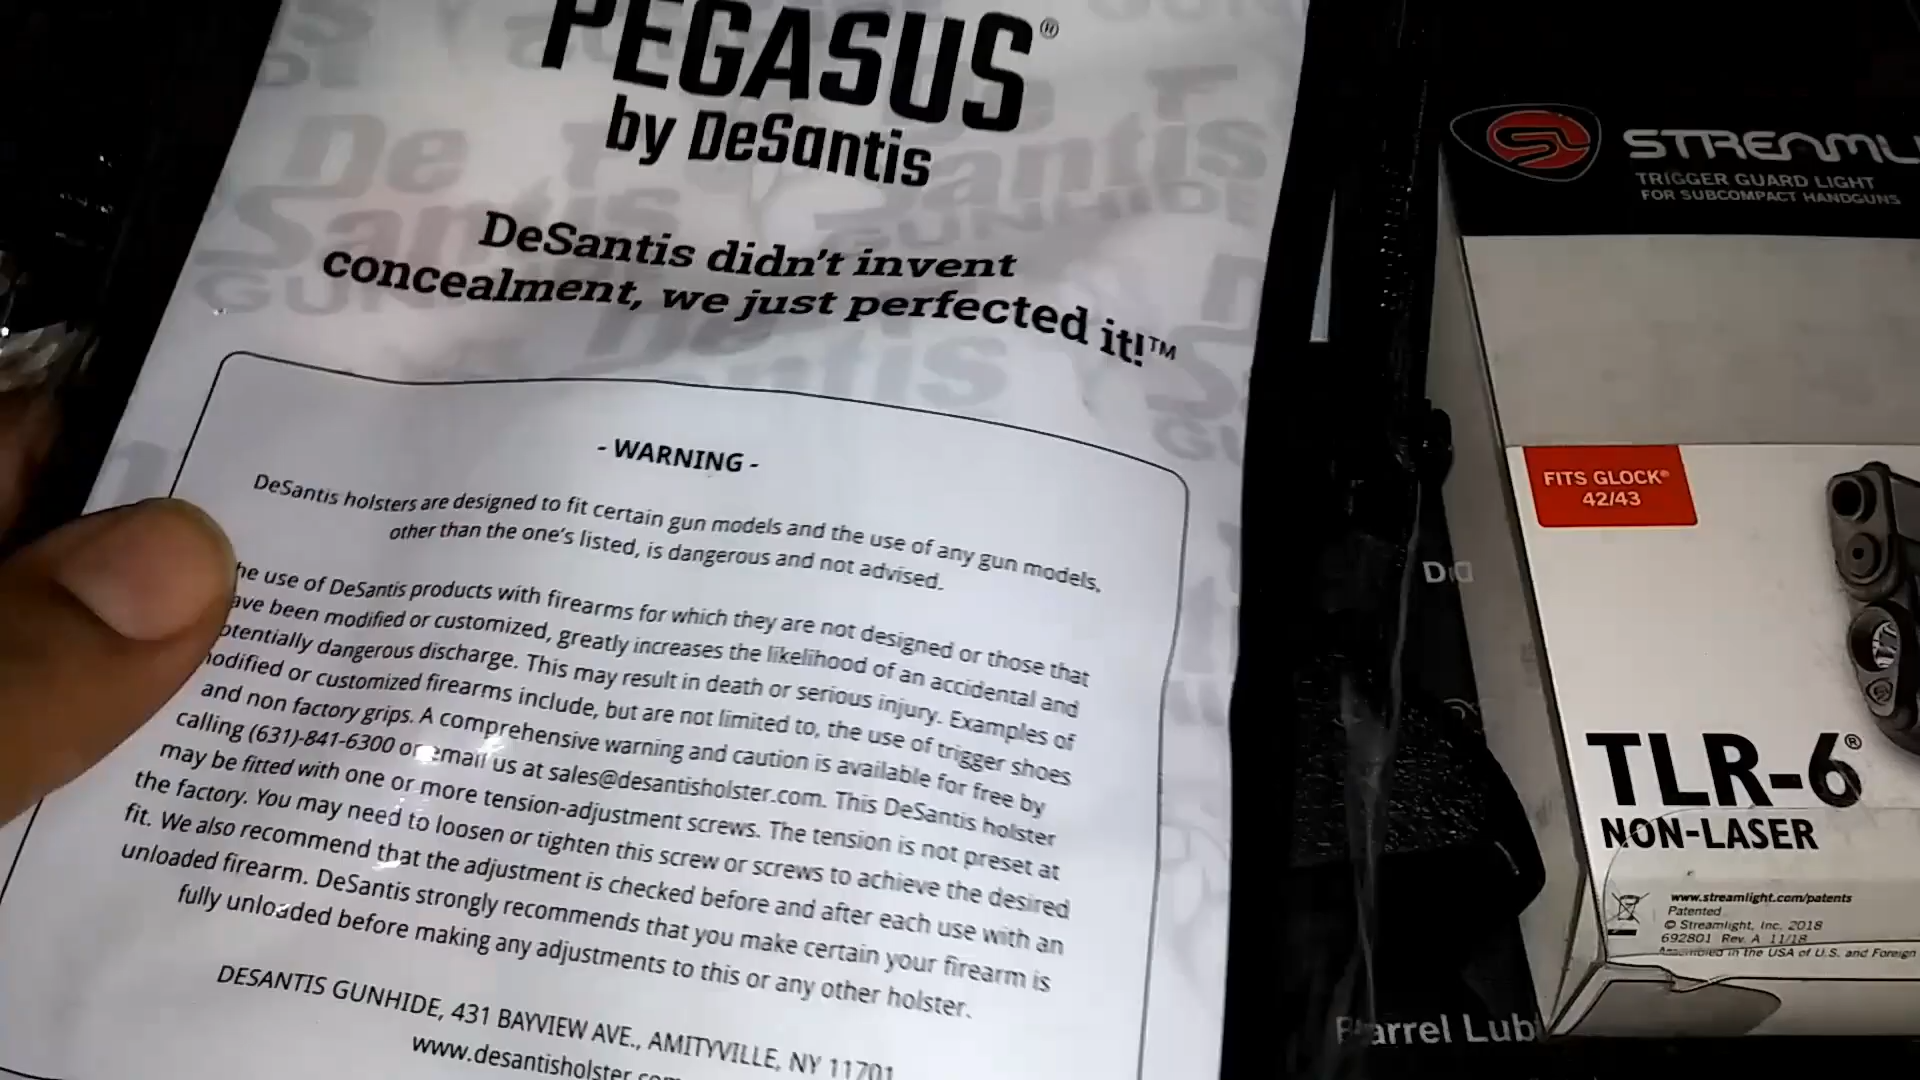 PEGASUS®
by DeSantis
DeSantis didn't invent
concealment, we just perfected it!™
- WARNING -
DeSantis holsters are designed to fit certain gun models and the use of any gun models,
other than the one's listed, is dangerous and not advised.
he use of DeSantis products with firearms for which they are not designed or those that
ave been modified or customized, greatly increases the likelihood of an accidental and
otentially dangerous discharge. This may result in death or serious injury. Examples of
odified or customized firearms include, but are not limited to, the use of trigger shoes
and non factory grips. A comprehensive warning and caution is available for free by
calling (631)-841-6300 or email us at sales@desantisholster.com. This DeSantis holster
may be fitted with one or more tension-adjustment screws. The tension is not preset at
the factory. You may need to loosen or tighten this screw or screws to achieve the desired
fit. We also recommend that the adjustment is checked before and after each use with an
unloaded firearm. DeSantis strongly recommends that you make certain your firearm is
fully unloaded before making any adjustments to this or any other holster.
DESANTIS GUNHIDE, 431 BAYVIEW AVE., AMITYVILLE, NY 11701
www.desantisholster.com
STREAML
TRIGGER GUARD LIGHT
FOR SUBCOMPACT HANDGUNS
FITS GLOCK®
42/43
TLR-6®
NON-LASER
www.streamlight.com/patents
Patented
© Streamlight, Inc. 2018
692801 Rev. A 11/18
Assembled in the USA of U.S. and Foreign
Barrel Lub